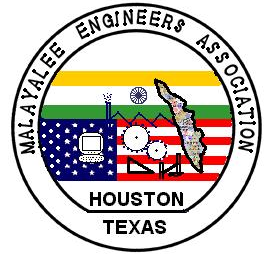 MALAYALEE ENGINEERS ASSOCIATION
HOUSTON
TEXAS